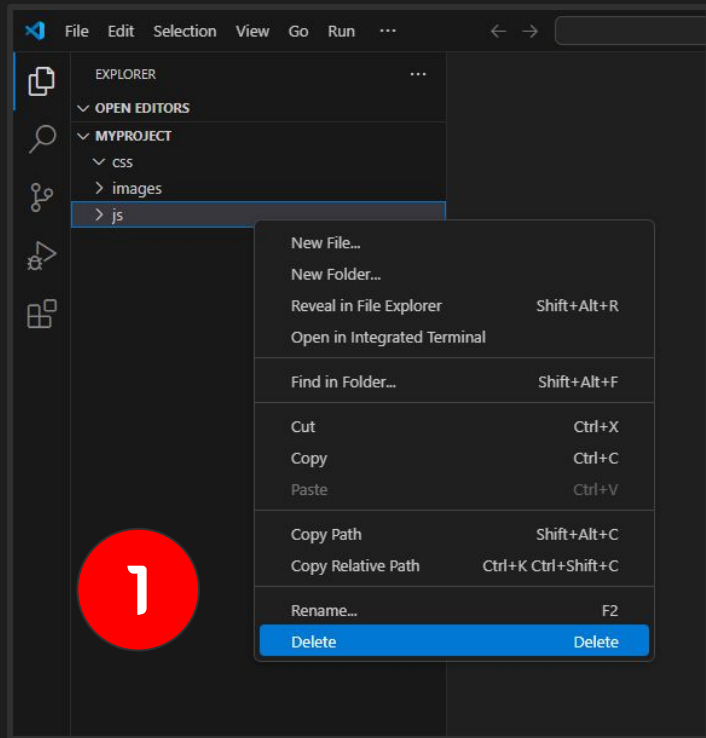 File Edit Selection View Go Run ···
EXPLORER ···
OPEN EDITORS
MYPROJECT
css
images
js
New File...
New Folder...
Reveal in File Explorer Shift+Alt+R
Open in Integrated Terminal
Find in Folder... Shift+Alt+F
Cut Ctrl+X
Copy Ctrl+C
Paste Ctrl+V
Copy Path Shift+Alt+C
Copy Relative Path Ctrl+K Ctrl+Shift+C
Rename... F2
Delete Delete
1